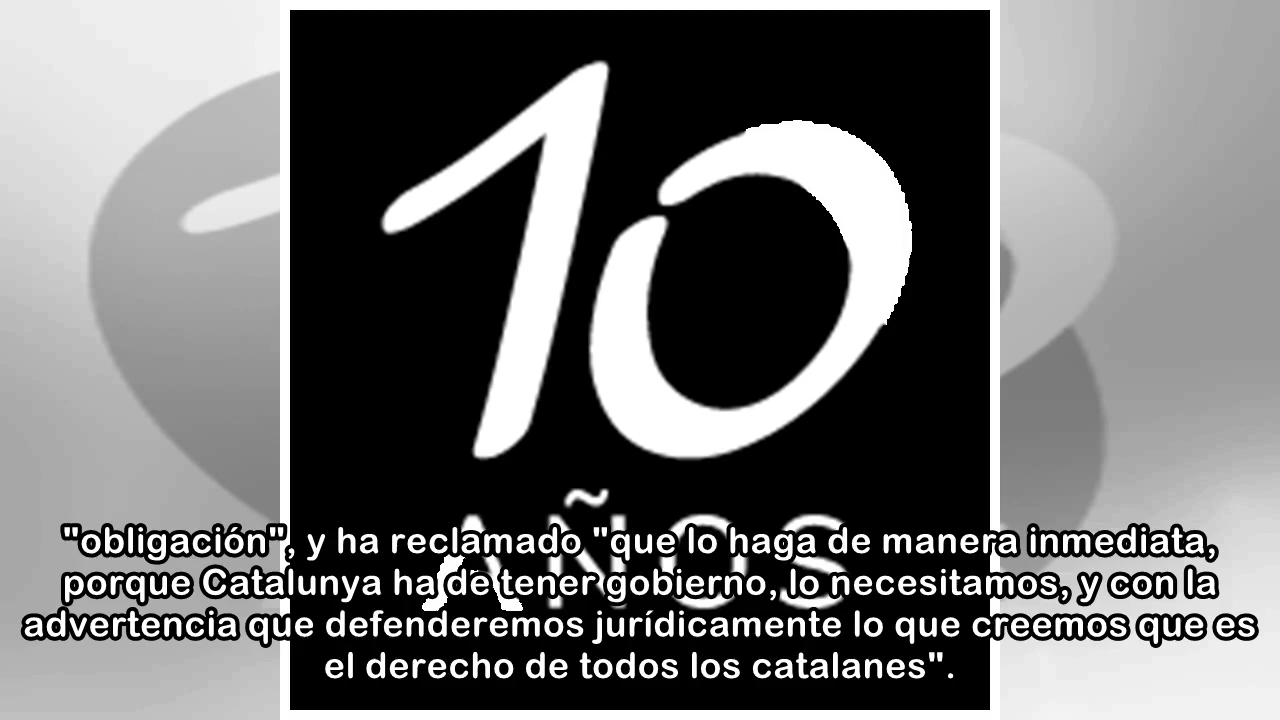 10
AÑOS
"obligación", y ha reclamado "que lo haga de manera inmediata,
porque Catalunya ha de tener gobierno, lo necesitamos, y con la
advertencia que defenderemos jurídicamente lo que creemos que es
el derecho de todos los catalanes".